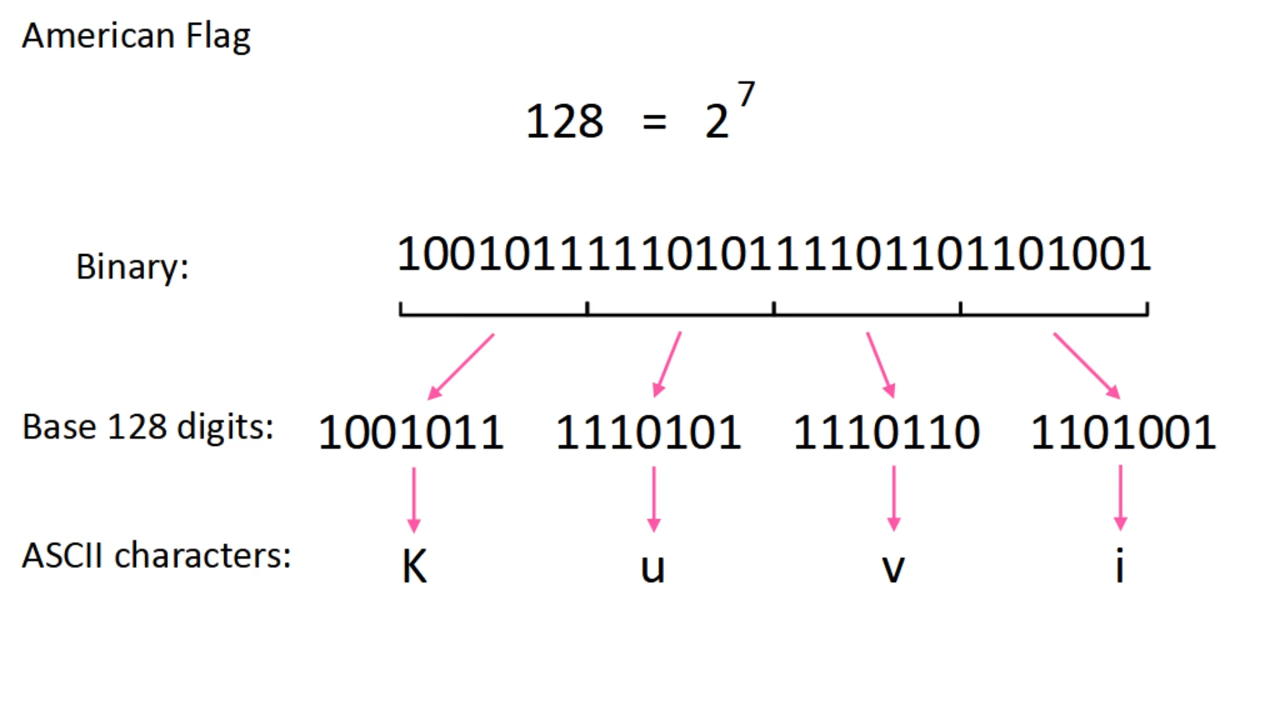 American Flag
128 = 2^7
Binary: 1001011111010111101101101001
Base 128 digits: 1001011 1110101 1110110 1101001
ASCII characters: K u v i